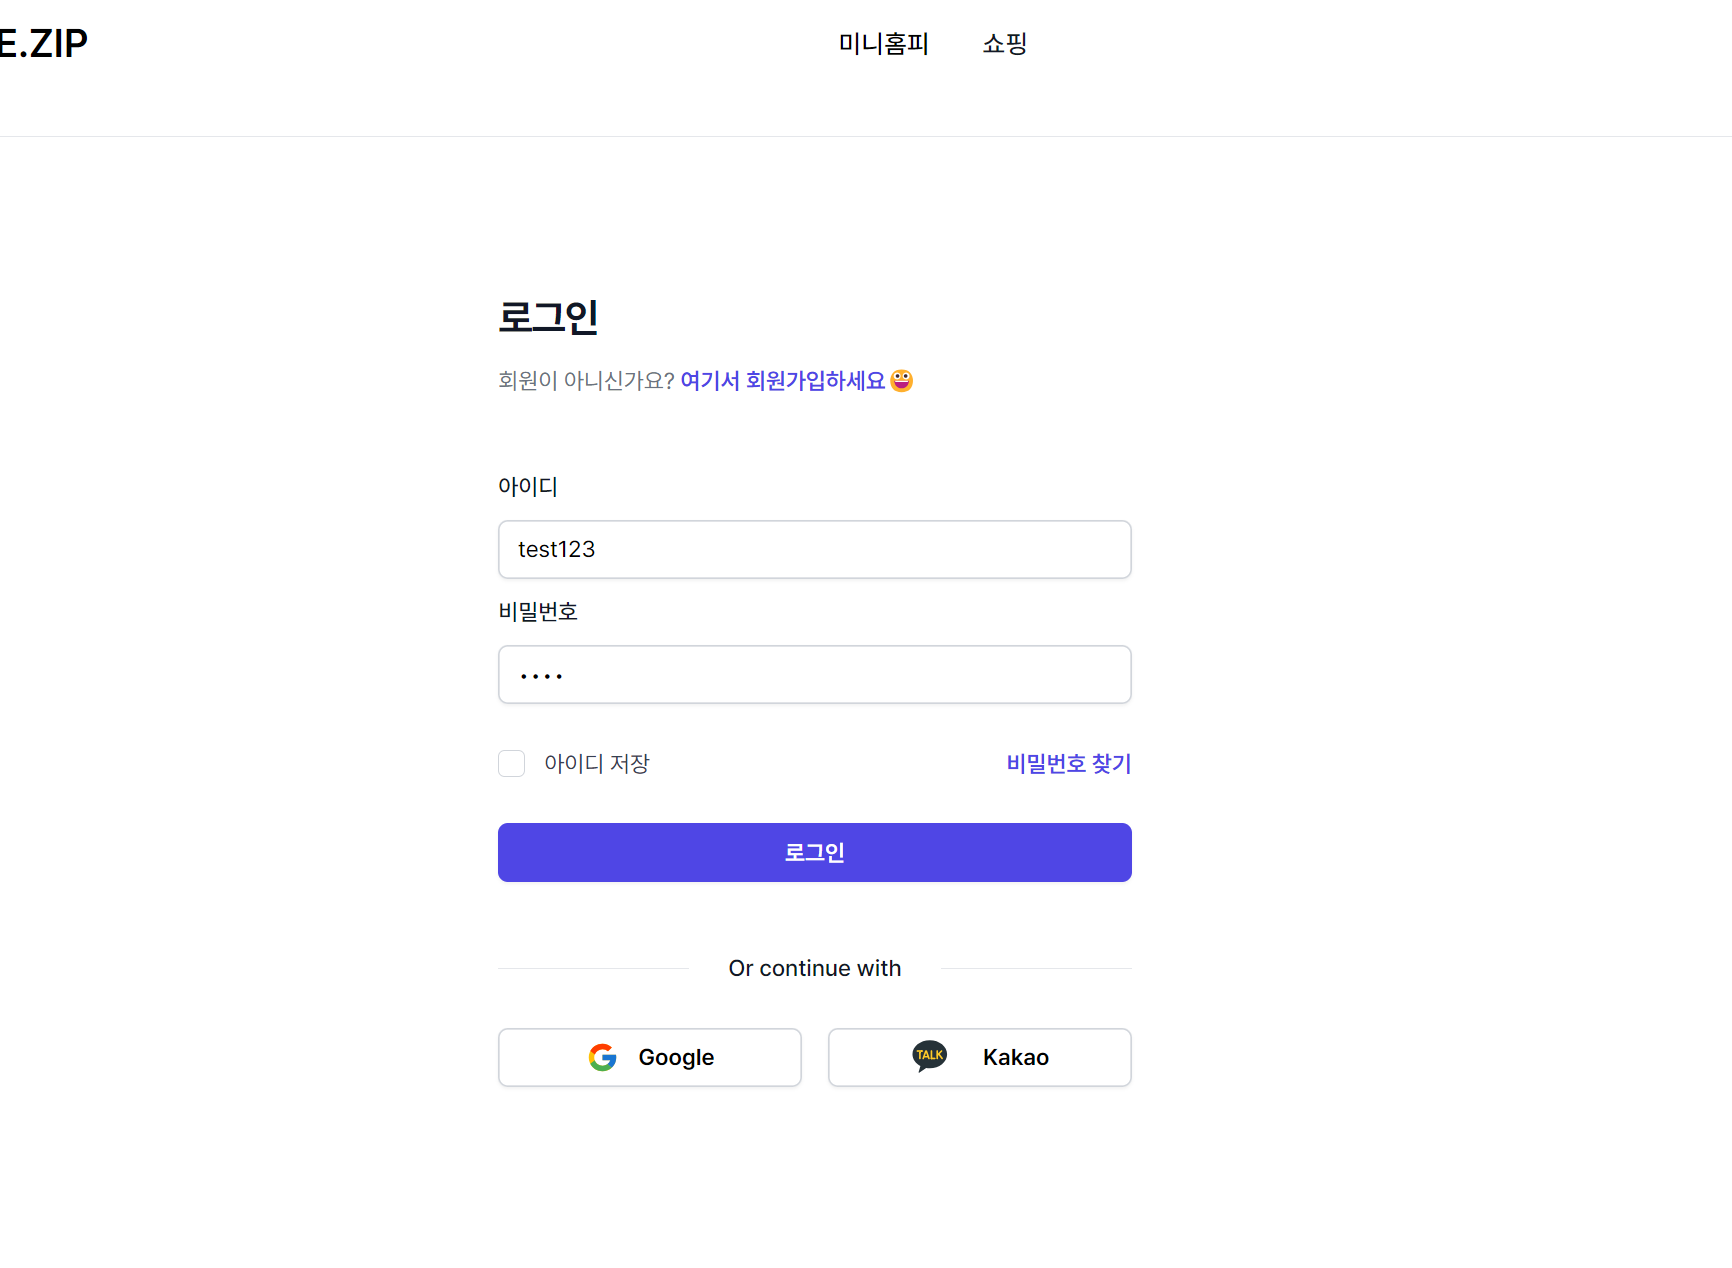 E.ZIP
미니홈피 쇼핑
로그인
회원이 아니신가요? 여기서 회원가입하세요
아이디
test123
비밀번호
아이디 저장 비밀번호 찾기
로그인
Or continue with
Google TALK Kakao